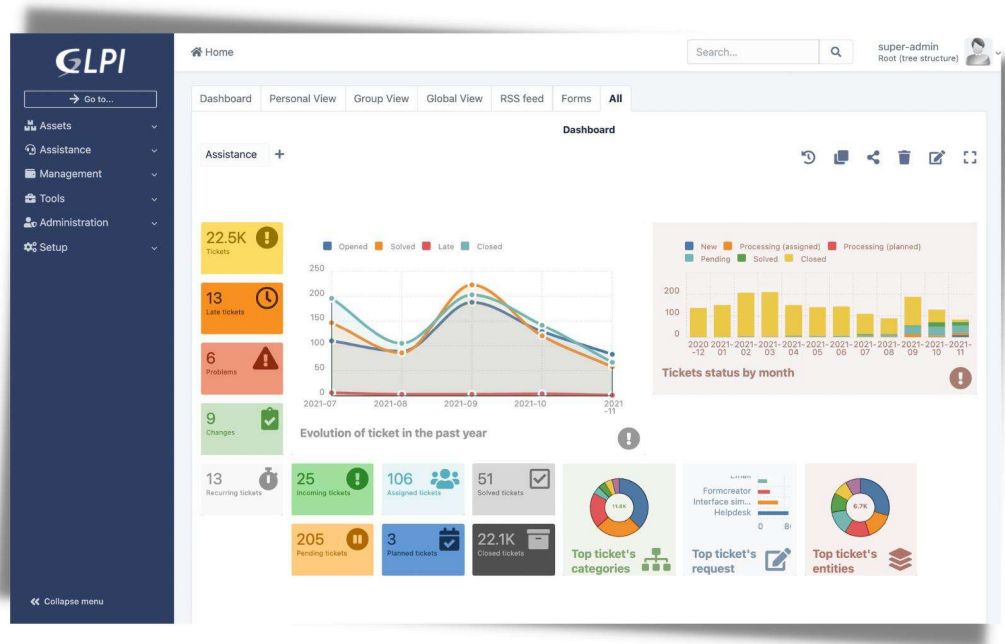 GLPI
Home
Search...
super-admin
Root (tree structure)
Go to...
Assets
Assistance
Management
Tools
Administration
Setup
Collapse menu
Dashboard
Personal View
Group View
Global View
RSS feed
Forms
All
Dashboard
Assistance
22.5K
Tickets
13
Late tickets
6
Problems
9
Changes
13
Recurring tickets
Opened Solved Late Closed
250
200
150
100
50
0
2021-07 2021-08 2021-09 2021-10 2021
-11
Evolution of ticket in the past year
New Processing (assigned) Processing (planned)
Pending Solved Closed
200
100
0
2020 2021- 2021- 2021- 2021- 2021- 2021- 2021- 2021- 2021- 2021- 2021-
-12 01 02 03 04 05 06 07 08 09 10 11
Tickets status by month
25
Incoming tickets
106
Assigned tickets
51
Solved tickets
205
Pending tickets
3
Planned tickets
22.1K
Closed tickets
11.8K
Top ticket's
categories
Formcreator
Interface sim...
Helpdesk
0
Top ticket's
request
6.7K
Top ticket's
entities